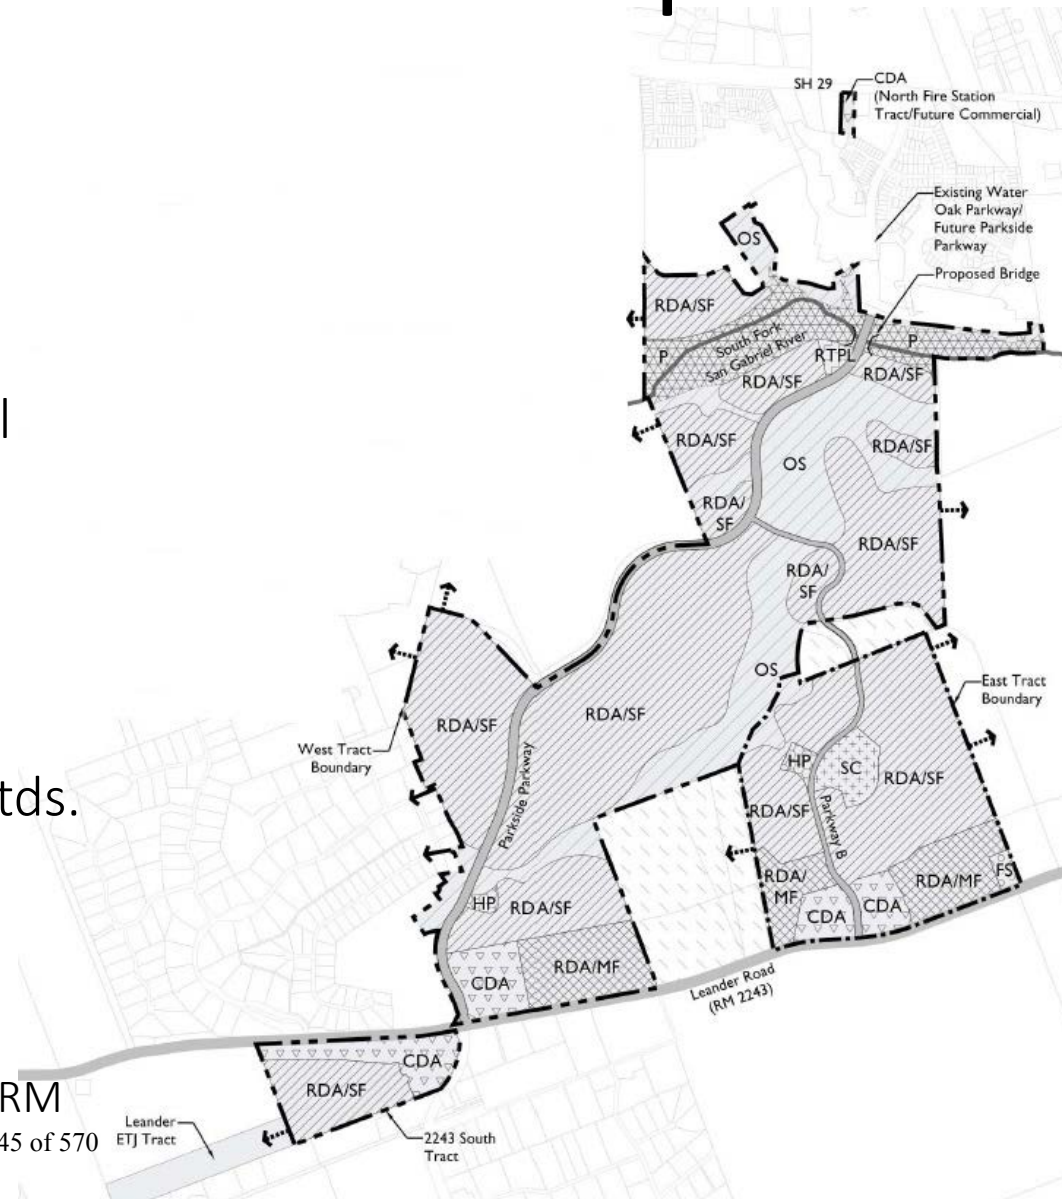 SH 29
CDA
(North Fire Station
Tract/Future Commercial)
Existing Water
Oak Parkway/
Future Parkside
Parkway
OS
Proposed Bridge
RDA/SF
South Fork
San Gabriel River
P
P
RTPL
RDA/SF
RDA/SF
l
RDA/SF
RDA/SF
OS
RDA/
SF
RDA/SF
RDA/
SF
OS
East Tract
Boundary
RDA/SF
RDA/SF
West Tract
Boundary
HP
SC
RDA/SF
tds.
Parkside Parkway
RDA/SF
Parkway B
RDA/
MF
RDA/MF
FS
HP
RDA/SF
CDA
CDA
RDA/MF
CDA
Leander Road
(RM 2243)
CDA
RDA/SF
RM
45 of 570
Leander
ETJ Tract
2243 South
Tract